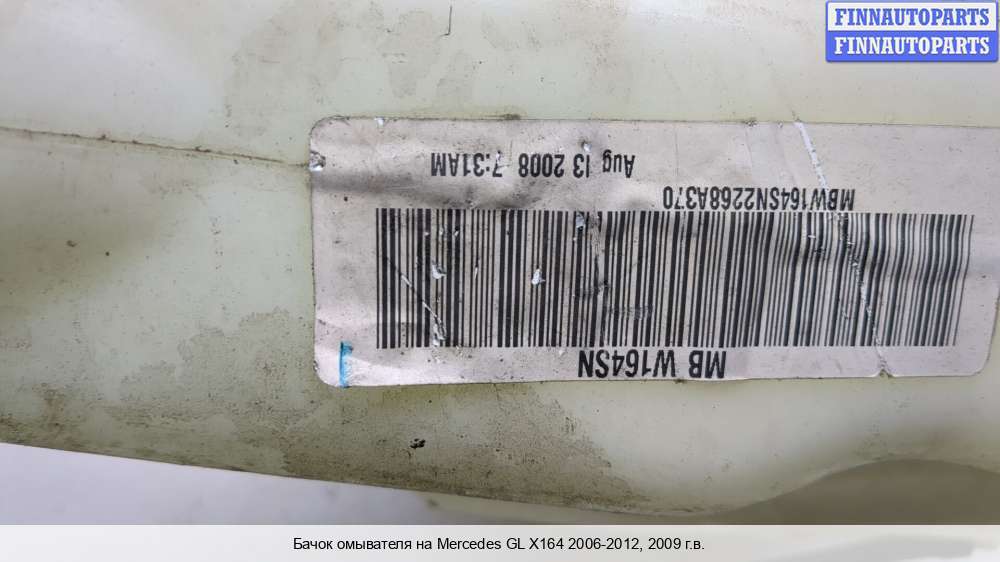 FINNAUTOPARTS
FINNAUTOPARTS
MB W164SN
MBW164SN2268A370
Aug 13 2008 7:31AM
Бачок омывателя на Mercedes GL X164 2006-2012, 2009 г.в.